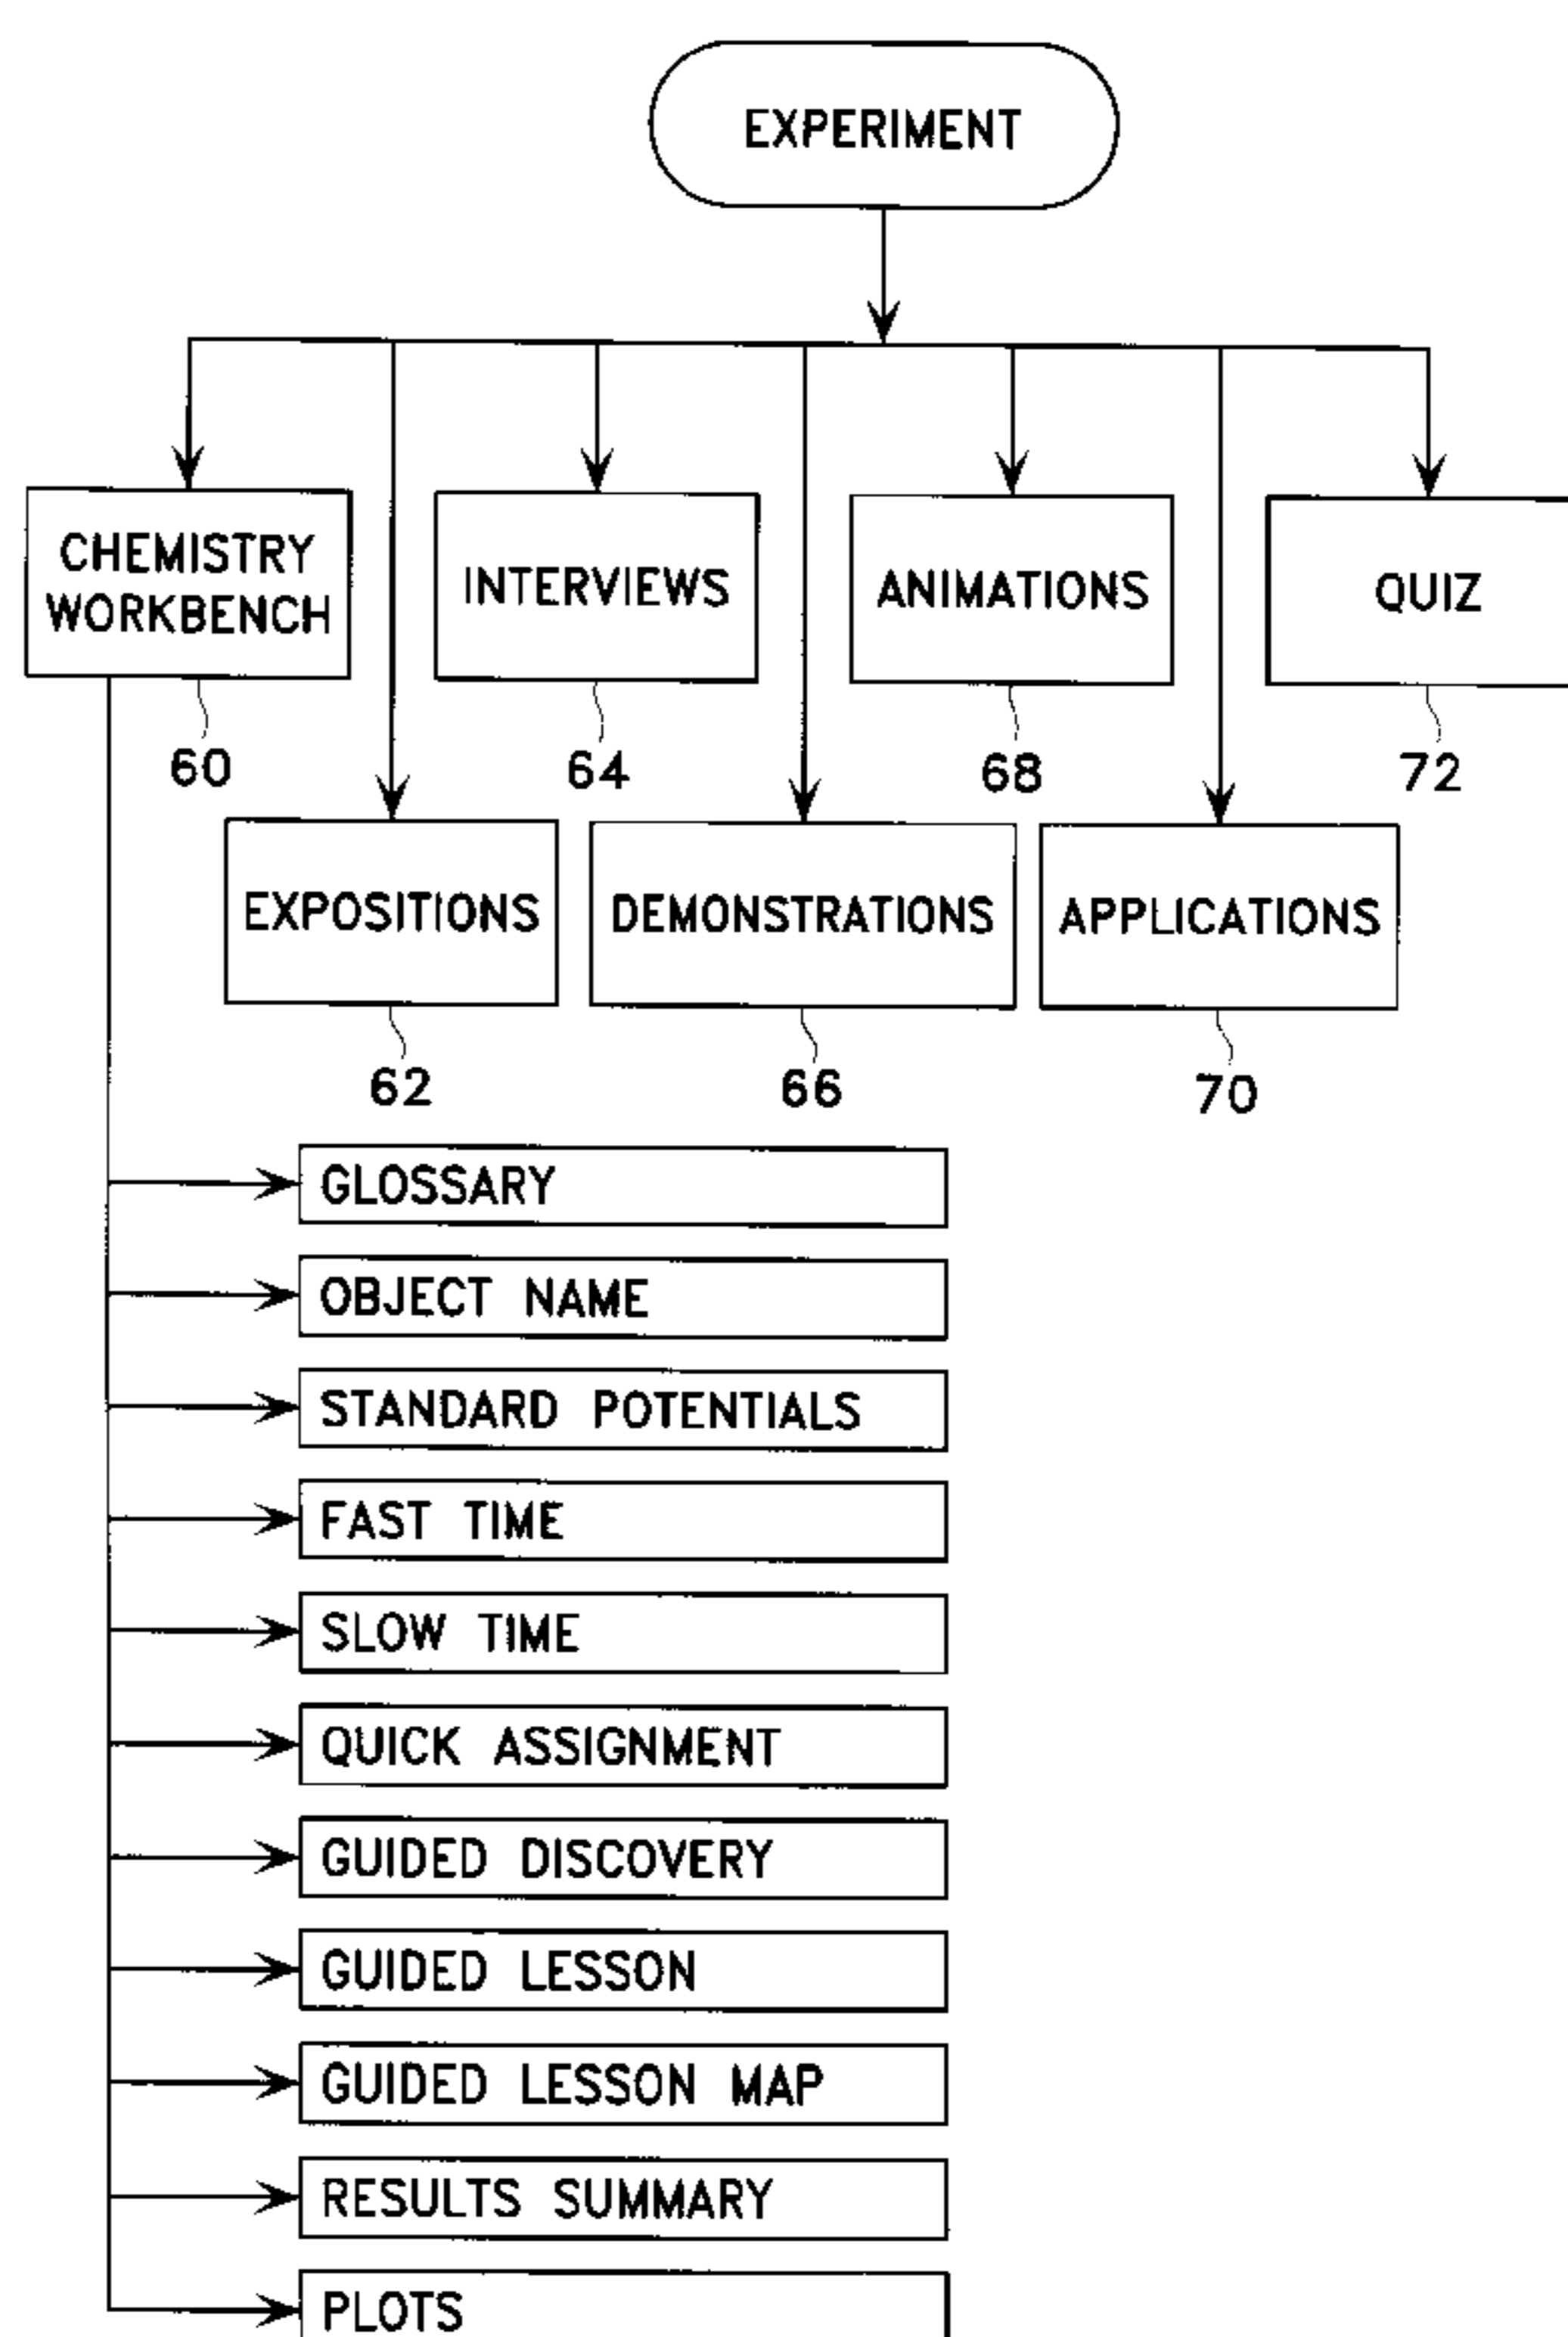 EXPERIMENT
CHEMISTRY
WORKBENCH
INTERVIEWS
ANIMATIONS
QUIZ
60
64
68
72
EXPOSITIONS
DEMONSTRATIONS
APPLICATIONS
62
66
70
GLOSSARY
OBJECT NAME
STANDARD POTENTIALS
FAST TIME
SLOW TIME
QUICK ASSIGNMENT
GUIDED DISCOVERY
GUIDED LESSON
GUIDED LESSON MAP
RESULTS SUMMARY
PLOTS